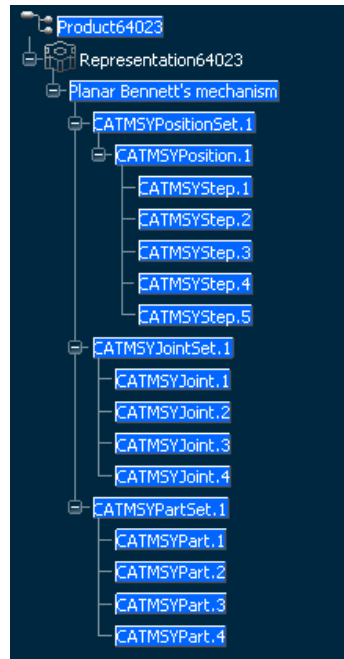 Product64023
Representation64023
Planar Bennett's mechanism
CATMSYPositionSet.1
CATMSYPosition.1
CATMSYStep.1
CATMSYStep.2
CATMSYStep.3
CATMSYStep.4
CATMSYStep.5
CATMSYJointSet.1
CATMSYJoint.1
CATMSYJoint.2
CATMSYJoint.3
CATMSYJoint.4
CATMSYPartSet.1
CATMSYPart.1
CATMSYPart.2
CATMSYPart.3
CATMSYPart.4